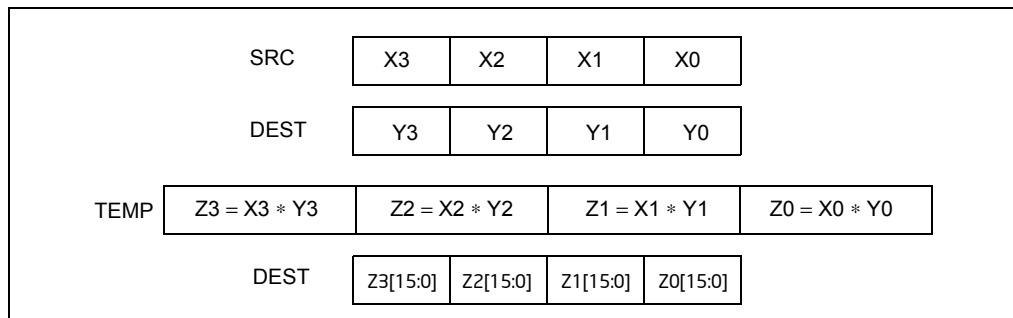 SRC X3 X2 X1 X0
DEST Y3 Y2 Y1 Y0
TEMP Z3 = X3 ∗ Y3 Z2 = X2 ∗ Y2 Z1 = X1 ∗ Y1 Z0 = X0 ∗ Y0
DEST Z3[15:0] Z2[15:0] Z1[15:0] Z0[15:0]